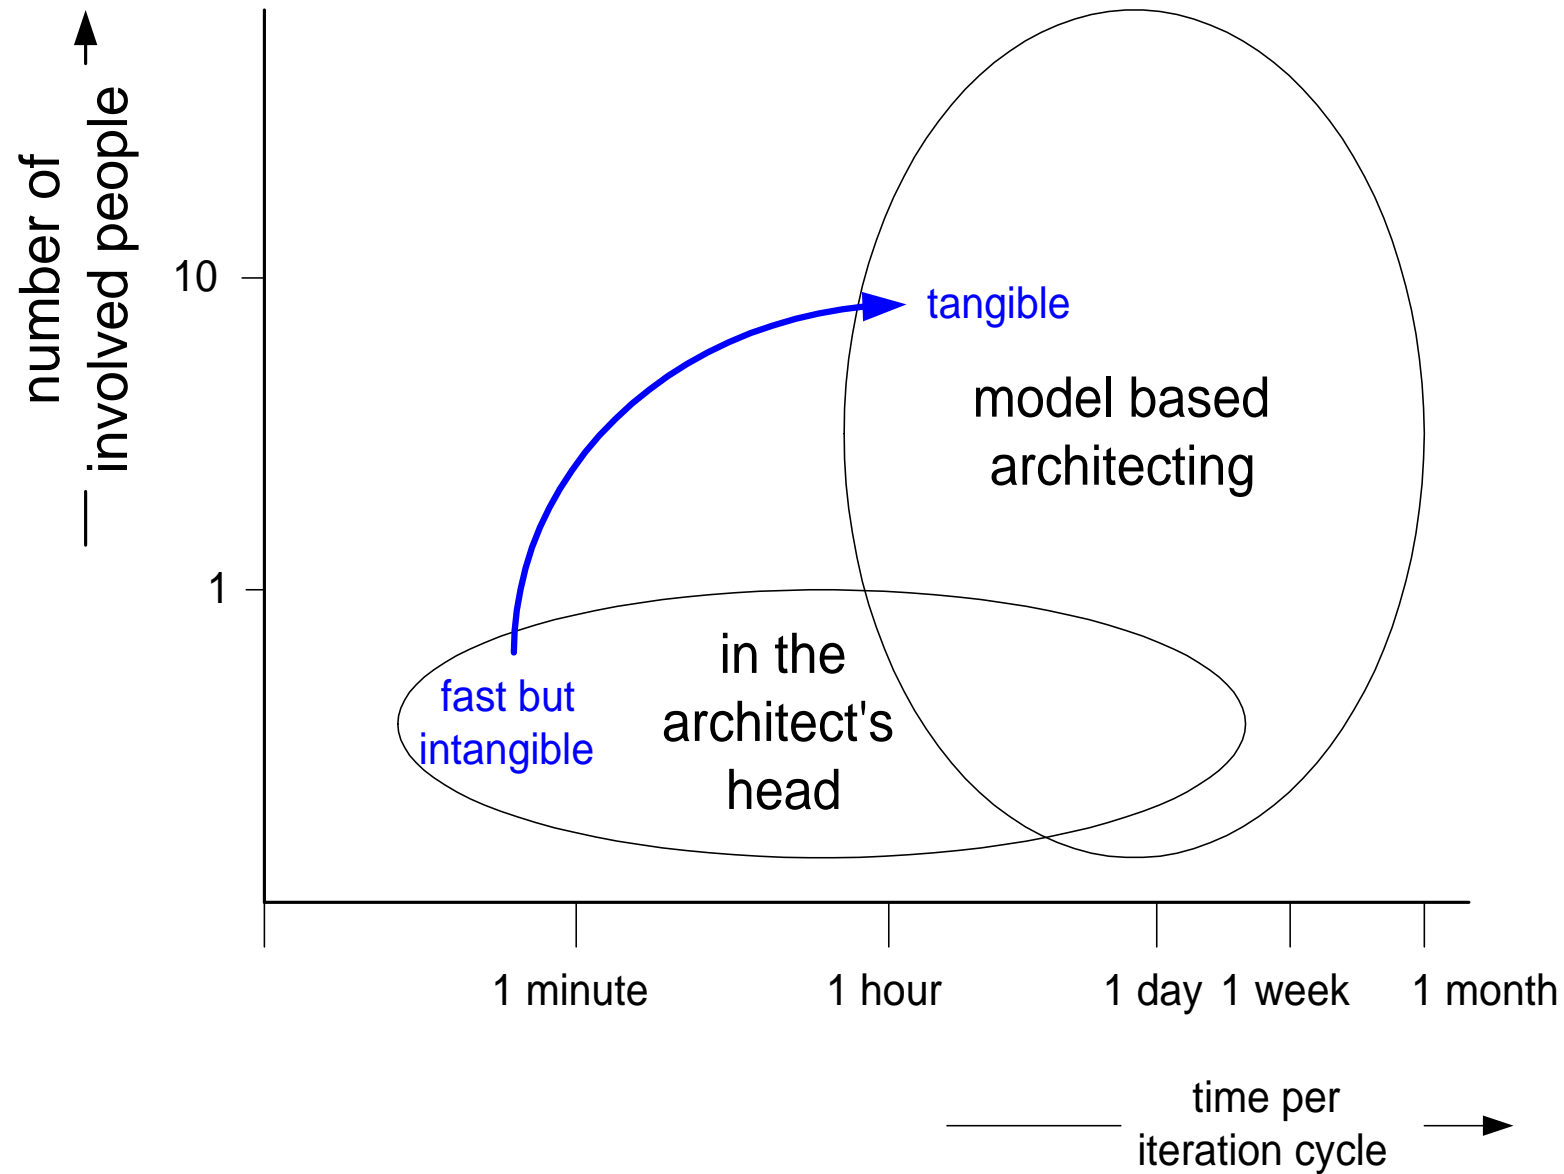 number of
involved people
10
tangible
model based
architecting
1
in the
architect's
head
fast but
intangible
1 minute
1 hour
1 day
1 week
1 month
time per
iteration cycle